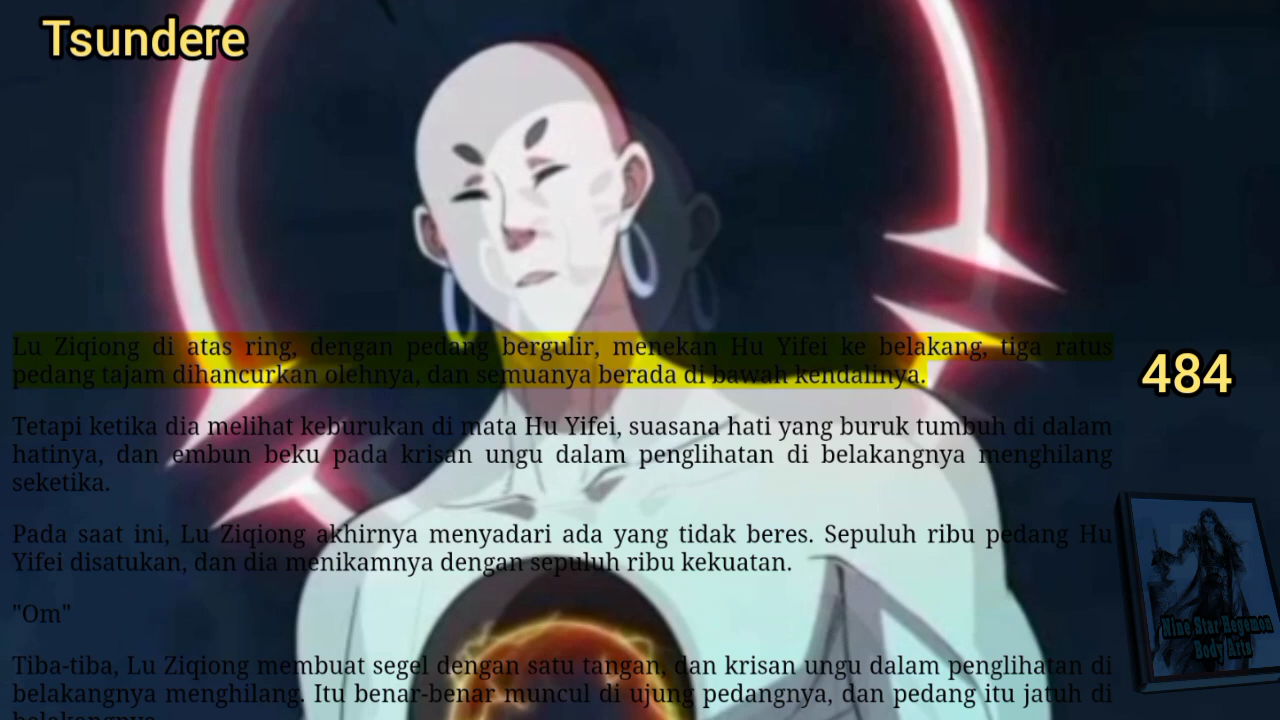 Tsundere
Lu Ziqiong di atas ring, dengan pedang bergulir, menekan Hu Yifei ke belakang, tiga ratus
pedang tajam dihancurkan olehnya, dan semuanya berada di bawah kendalinya.
484
Tetapi ketika dia melihat keburukan di mata Hu Yifei, suasana hati yang buruk tumbuh di dalam
hatinya, dan embun beku pada krisan ungu dalam penglihatan di belakangnya menghilang
seketika.
Pada saat ini, Lu Ziqiong akhirnya menyadari ada yang tidak beres. Sepuluh ribu pedang Hu
Yifei disatukan, dan dia menikamnya dengan sepuluh ribu kekuatan.
"Om"
Nine Star Hegemon
Body Arts
Tiba-tiba, Lu Ziqiong membuat segel dengan satu tangan, dan krisan ungu dalam penglihatan di
belakangnya menghilang. Itu benar-benar muncul di ujung pedangnya, dan pedang itu jatuh di